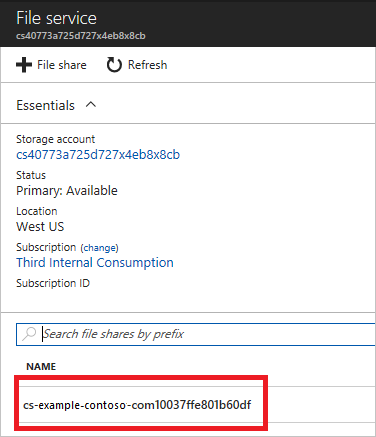 File service
cs40773a725d727x4eb8x8cb
File share
Refresh
Essentials
Storage account
cs40773a725d727x4eb8x8cb
Status
Primary: Available
Location
West US
Subscription (change)
Third Internal Consumption
Subscription ID
Search file shares by prefix
NAME
cs-example-contoso-com10037ffe801b60df